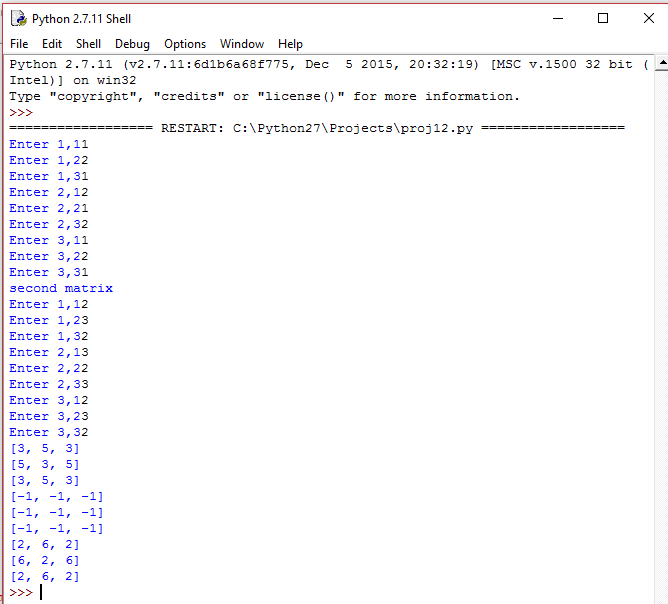 Python 2.7.11 Shell
File Edit Shell Debug Options Window Help
Python 2.7.11 (v2.7.11:6d1b6a68f775, Dec  5 2015, 20:32:19) [MSC v.1500 32 bit (
Intel)] on win32
Type "copyright", "credits" or "license()" for more information.
>>>
================== RESTART: C:\Python27\Projects\proj12.py ==================
Enter 1,11
Enter 1,22
Enter 1,31
Enter 2,12
Enter 2,21
Enter 2,32
Enter 3,11
Enter 3,22
Enter 3,31
second matrix
Enter 1,12
Enter 1,23
Enter 1,32
Enter 2,13
Enter 2,22
Enter 2,33
Enter 3,12
Enter 3,23
Enter 3,32
[3, 5, 3]
[5, 3, 5]
[3, 5, 3]
[-1, -1, -1]
[-1, -1, -1]
[-1, -1, -1]
[2, 6, 2]
[6, 2, 6]
[2, 6, 2]
>>>